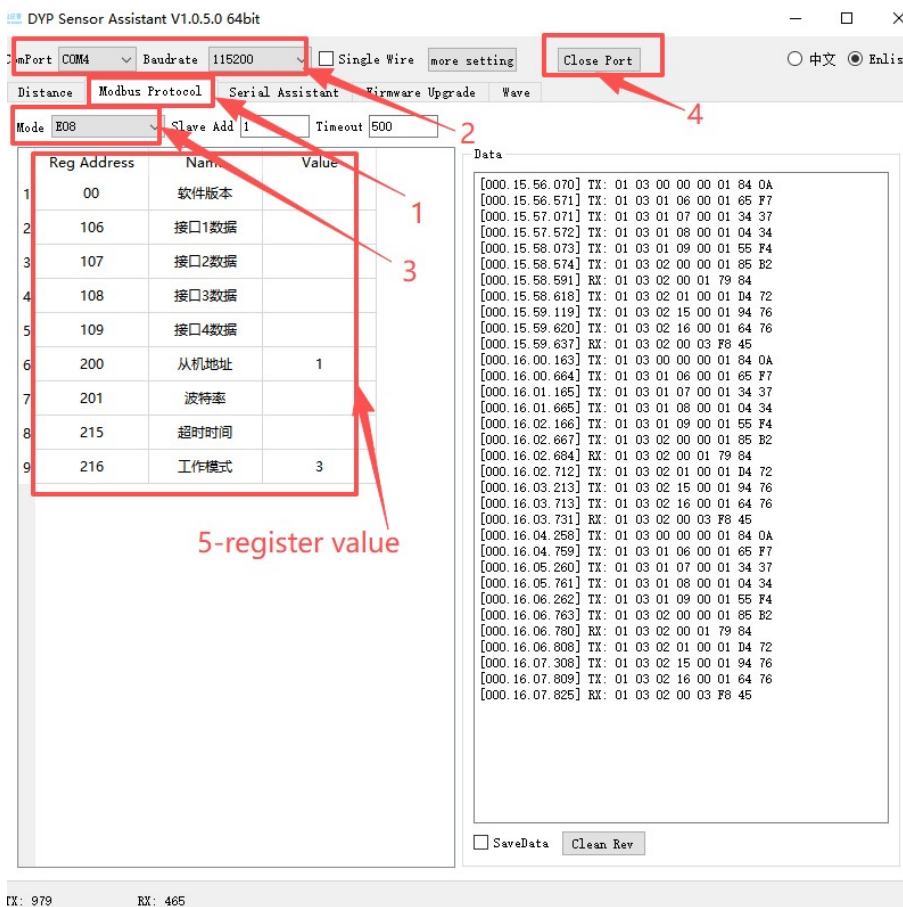 DYP Sensor Assistant V1.0.5.0 64bit
COM4 Baudrate 115200 Single Wire more setting Close Port 中文
Distance Modbus Protocol Serial Assistant Firmware Upgrade Wave
4
2
Mode E08 Slave Add 1 Timeout 500
Data
Reg Address Value
1 00 软件版本
2 106 接口1数据
3 107 接口2数据
4 108 接口3数据
5 109 接口4数据
6 200 从机地址 1
7 201 波特率
8 215 超时时间
9 216 工作模式 3
1
3
5-register value
[000.15.56.070] TX: 01 03 00 00 00 01 84 0A
[000.15.56.571] TX: 01 03 01 06 00 01 65 F7
[000.15.57.071] TX: 01 03 01 07 00 01 34 37
[000.15.57.572] TX: 01 03 01 08 00 01 04 34
[000.15.58.073] TX: 01 03 01 09 00 01 55 F4
[000.15.58.574] TX: 01 03 02 00 00 01 85 B2
[000.15.58.591] RX: 01 03 02 00 01 79 84
[000.15.58.618] TX: 01 03 02 01 00 01 D4 72
[000.15.59.119] TX: 01 03 02 15 00 01 94 76
[000.15.59.620] TX: 01 03 02 16 00 01 64 76
[000.15.59.637] RX: 01 03 02 00 03 F8 45
[000.16.00.163] TX: 01 03 00 00 00 01 84 0A
[000.16.00.664] TX: 01 03 01 06 00 01 65 F7
[000.16.01.165] TX: 01 03 01 07 00 01 34 37
[000.16.01.665] TX: 01 03 01 08 00 01 04 34
[000.16.02.166] TX: 01 03 01 09 00 01 55 F4
[000.16.02.667] TX: 01 03 02 00 00 01 85 B2
[000.16.02.684] RX: 01 03 02 00 01 79 84
[000.16.02.712] TX: 01 03 02 01 00 01 D4 72
[000.16.03.213] TX: 01 03 02 15 00 01 94 76
[000.16.03.713] TX: 01 03 02 16 00 01 64 76
[000.16.03.731] RX: 01 03 02 00 03 F8 45
[000.16.04.258] TX: 01 03 00 00 00 01 84 0A
[000.16.04.759] TX: 01 03 01 06 00 01 65 F7
[000.16.05.260] TX: 01 03 01 07 00 01 34 37
[000.16.05.761] TX: 01 03 01 08 00 01 04 34
[000.16.06.262] TX: 01 03 01 09 00 01 55 F4
[000.16.06.763] TX: 01 03 02 00 00 01 85 B2
[000.16.06.780] RX: 01 03 02 00 01 79 84
[000.16.06.808] TX: 01 03 02 01 00 01 D4 72
[000.16.07.308] TX: 01 03 02 15 00 01 94 76
[000.16.07.809] TX: 01 03 02 16 00 01 64 76
[000.16.07.825] RX: 01 03 02 00 03 F8 45
SaveData Clean Rev
TX: 979 RX: 465